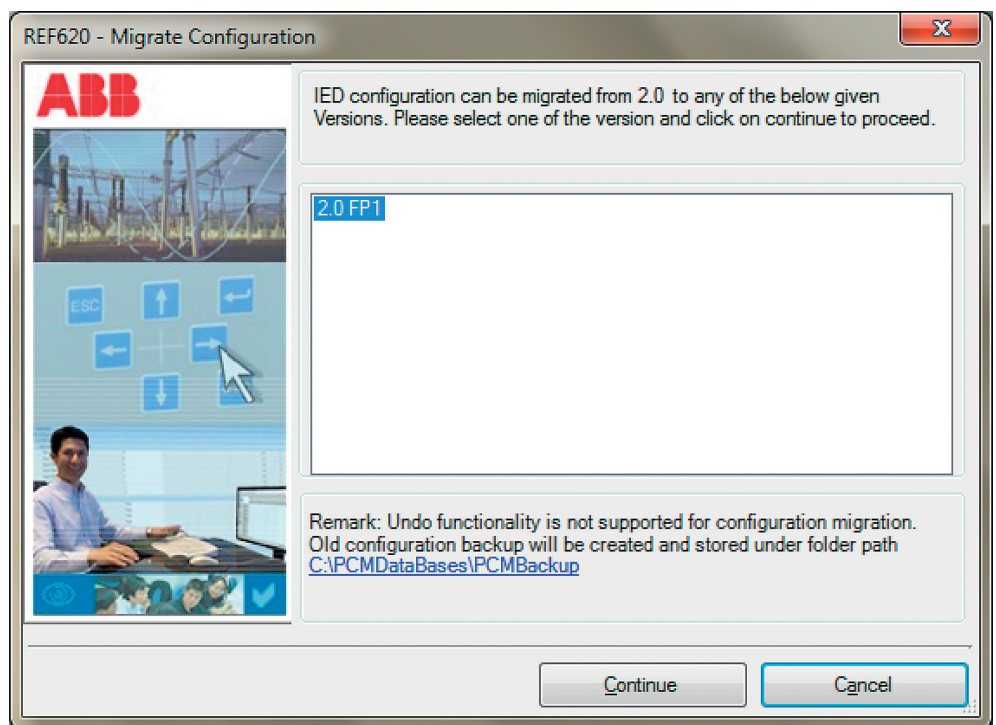 REF620 - Migrate Configuration
ABB
IED configuration can be migrated from 2.0 to any of the below given
Versions. Please select one of the version and click on continue to proceed.
2.0 FP1
ESC
Remark: Undo functionality is not supported for configuration migration.
Old configuration backup will be created and stored under folder path
C:\PCMDataBases\PCMBackup
Continue
Cancel